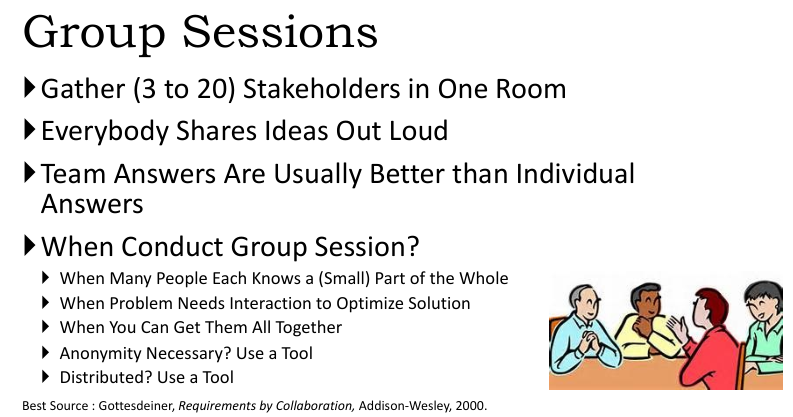 Group Sessions
Gather (3 to 20) Stakeholders in One Room
Everybody Shares Ideas Out Loud
Team Answers Are Usually Better than Individual
Answers
When Conduct Group Session?
When Many People Each Knows a (Small) Part of the Whole
When Problem Needs Interaction to Optimize Solution
When You Can Get Them All Together
Anonymity Necessary? Use a Tool
Distributed? Use a Tool
Best Source : Gottesdeiner, Requirements by Collaboration, Addison-Wesley, 2000.